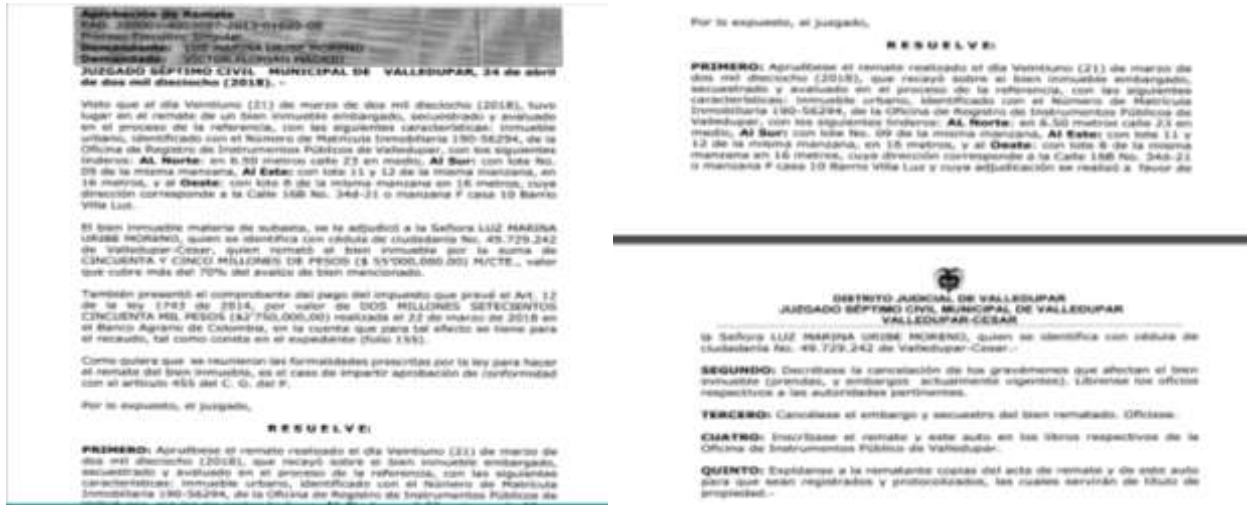 Aprobación de Remate
RAD. 20001-4003007-2013-01620-00
Proceso Ejecutivo Singular
Demandante: LUZ MARINA URIBE MORENO
Demandado:
JUZGADO SÉPTIMO CIVIL MUNICIPAL DE VALLEDUPAR, 24 de abril
de dos mil dieciocho (2018). -
Visto que el día Veintiuno (21) de marzo de dos mil dieciocho (2018), tuvo
lugar en el remate de un bien inmueble embargado, secuestrado y avaluado
en el proceso de la referencia, con las siguientes características: inmueble
urbano, identificado con el Número de Matrícula Inmobiliaria 190-56294, de la
Oficina de Registro de Instrumentos Públicos de Valledupar, con los siguientes
linderos: AL Norte: en 6.50 metros calle 23 en medio, Al Sur: con lote No.
09 de la misma manzana, Al Este: con lote 11 y 12 de la misma manzana, en
16 metros, y al Oeste: con lote 8 de la misma manzana en 16 metros, cuya
dirección corresponde a la Calle 16B No. 34d-21 o manzana F casa 10 Barrio
Villa Luz.
El bien inmueble materia de subasta, se le adjudicó a la Señora LUZ MARINA
URIBE MORENO, quien se identifica con cédula de ciudadanía No. 49.729.242
de Valledupar-Cesar, quien remató el bien inmueble por la suma de
CINCUENTA Y CINCO MILLONES DE PESOS ($ 55'000,000.00) M/CTE., valor
que cubre más del 70% del avalúo de bien mencionado.
También presentó el comprobante del pago del impuesto que prevé el Art. 12
de la ley 1743 de 2014, por valor de DOS MILLONES SETECIENTOS
CINCUENTA MIL PESOS ($2'750,000,00) realizada el 22 de marzo de 2018 en
el Banco Agrario de Colombia, en la cuenta que para tal efecto se tiene para
el recaudo, tal como consta en el expediente (folio 155).
Como quiera que se reunieron las formalidades prescritas por la ley para hacer
el remate del bien inmueble, es el caso de impartir aprobación de conformidad
con el artículo 455 del C. G. del P.
Por lo expuesto, el juzgado,
RESUELVE:
PRIMERO: Apruébese el remate realizado el día Veintiuno (21) de marzo de
dos mil dieciocho (2018), que recayó sobre el bien inmueble embargado,
secuestrado y avaluado en el proceso de la referencia, con las siguientes
características: inmueble urbano, identificado con el Número de Matrícula
Inmobiliaria 190-56294, de la Oficina de Registro de Instrumentos Públicos de
Por lo expuesto, el juzgado,
RESUELVE:
PRIMERO: Apruébese el remate realizado el día Veintiuno (21) de marzo de
dos mil dieciocho (2018), que recayó sobre el bien inmueble embargado,
secuestrado y avaluado en el proceso de la referencia, con las siguientes
características: inmueble urbano, identificado con el Número de Matrícula
Inmobiliaria 190-56294, de la Oficina de Registro de Instrumentos Públicos de
Valledupar, con los siguientes linderos: AL Norte: en 6.50 metros calle 23 en
medio, Al Sur: con lote No. 09 de la misma manzana, Al Este: con lote 11 y
12 de la misma manzana, en 16 metros, y al Oeste: con lote 8 de la misma
manzana en 16 metros, cuya dirección corresponde a la Calle 16B No. 34d-21
o manzana F casa 10 Barrio Villa Luz y cuya adjudicación se realizó a favor de
DISTRITO JUDICIAL DE VALLEDUPAR
JUZGADO SÉPTIMO CIVIL MUNICIPAL DE VALLEDUPAR
VALLEDUPAR-CESAR
la Señora LUZ MARINA URIBE MORENO, quien se identifica con cédula de
ciudadanía No. 49.729.242 de Valledupar-Cesar.-
SEGUNDO: Decrétese la cancelación de los gravámenes que afectan el bien
inmueble (prendas, y embargos actualmente vigentes). Líbrense los oficios
respectivos a las autoridades pertinentes.
TERCERO: Cancélese el embargo y secuestro del bien rematado. Ofíciese.
CUATRO: Inscríbase el remate y este auto en los libros respectivos de la
Oficina de Instrumentos Público de Valledupar.
QUINTO: Expídanse a la rematante copias del acta de remate y de este auto
para que sean registrados y protocolizados, las cuales servirán de título de
propiedad.-